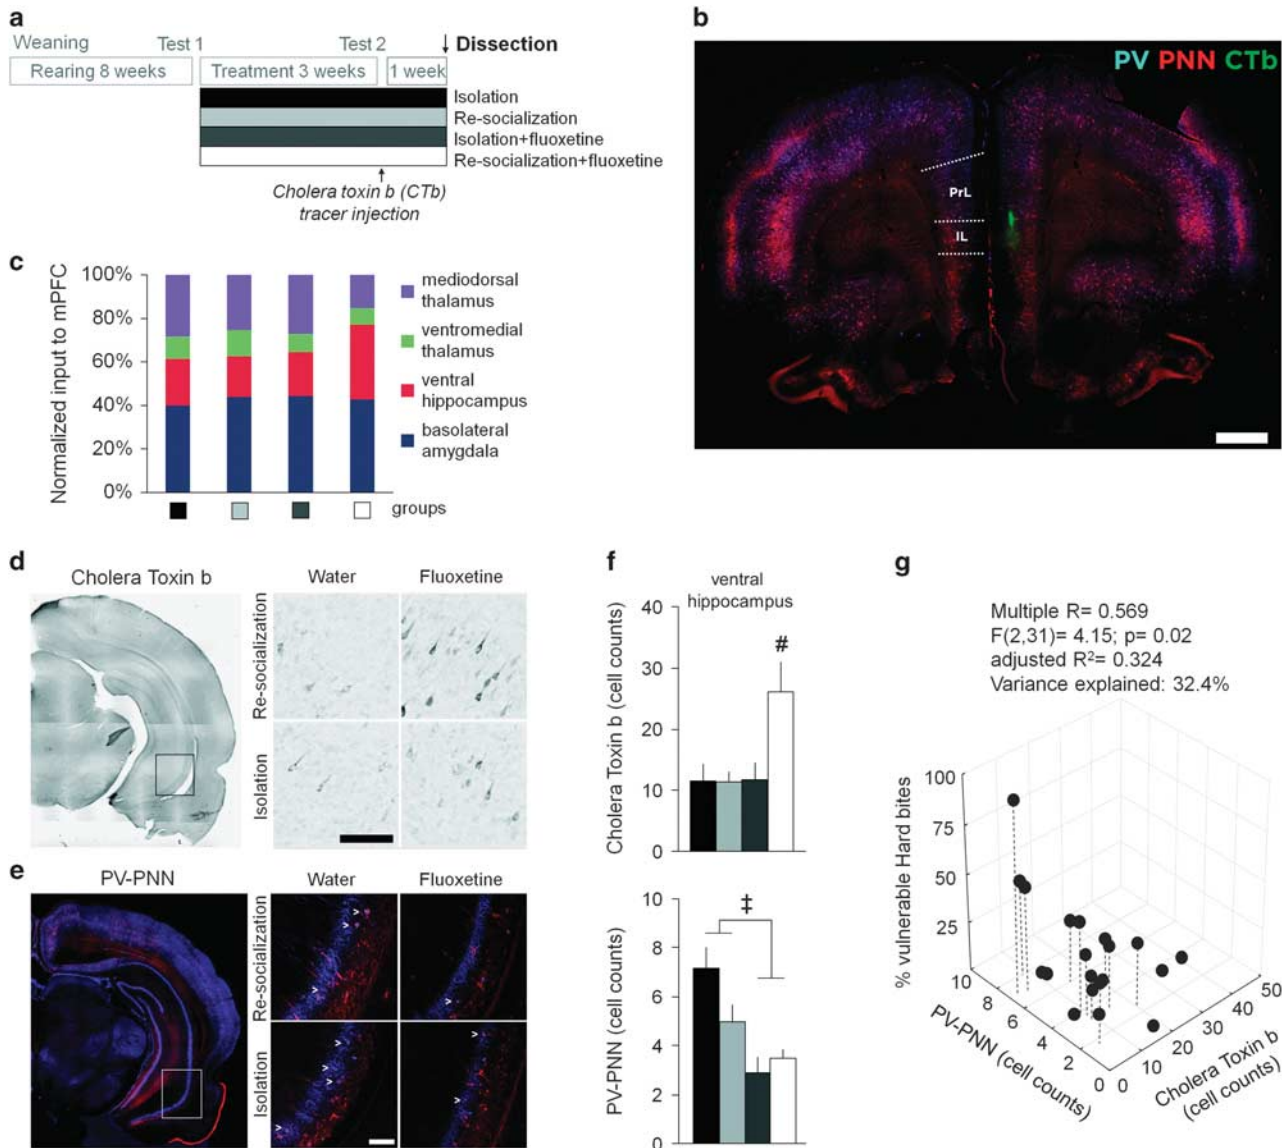 a
Weaning Test 1 Test 2 Dissection
Rearing 8 weeks Treatment 3 weeks 1 week
Isolation
Re-socialization
Isolation+fluoxetine
Re-socialization+fluoxetine
Cholera toxin b (CTb)
tracer injection
b
PV PNN CTb
PrL
IL
c
Normalized input to mPFC
100%
80%
60%
40%
20%
0%
mediodorsal
thalamus
ventromedial
thalamus
ventral
hippocampus
basolateral
amygdala
groups
d
Cholera Toxin b
Water Fluoxetine
Re-socialization
Isolation
e
PV-PNN
Water Fluoxetine
Re-socialization
Isolation
f
ventral
hippocampus
Cholera Toxin b (cell counts)
40
30
20
10
0
#
PV-PNN (cell counts)
10
8
6
4
2
0
‡
g
Multiple R= 0.569
F(2,31)= 4.15; p= 0.02
adjusted R²= 0.324
Variance explained: 32.4%
% vulnerable Hard bites
100
75
50
25
10
8
6
4
2
0
PV-PNN (cell counts)
0
10
20
30
40
50
Cholera Toxin b
(cell counts)